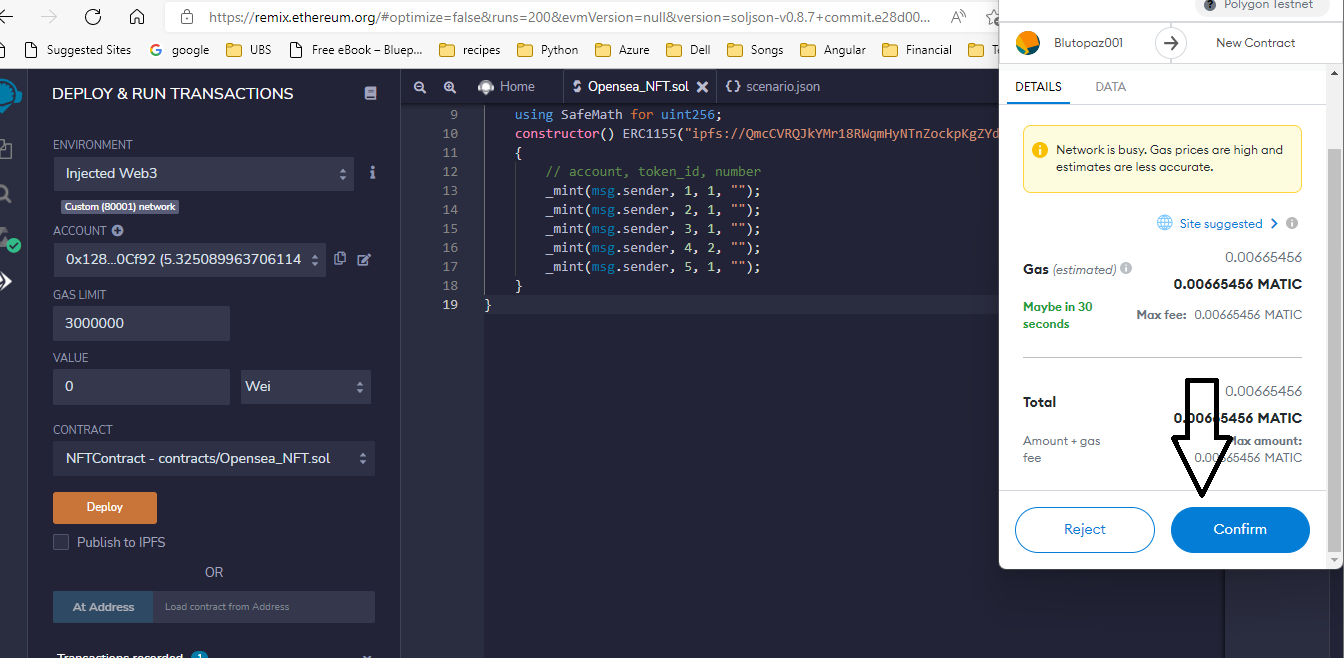 https://remix.ethereum.org/#optimize=false&runs=200&evmVersion=null&version=soljson-v0.8.7+commit.e28d00...
Suggested Sites google UBS Free eBook – Bluep... recipes Python Azure Dell Songs Angular Financial
DEPLOY & RUN TRANSACTIONS
ENVIRONMENT
Injected Web3
Custom (80001) network
ACCOUNT
0x128...0Cf92 (5.325089963706114
GAS LIMIT
3000000
VALUE
0 Wei
CONTRACT
NFTContract - contracts/Opensea_NFT.sol
Deploy
Publish to IPFS
OR
At Address Load contract from Address
Transactions recorded 1
Home Opensea_NFT.sol scenario.json
9 using SafeMath for uint256;
10 constructor() ERC1155("ipfs://QmcCVRQJkYMr18RWqmHyNTnZockpKgZYd
11 {
12 // account, token_id, number
13 _mint(msg.sender, 1, 1, "");
14 _mint(msg.sender, 2, 1, "");
15 _mint(msg.sender, 3, 1, "");
16 _mint(msg.sender, 4, 2, "");
17 _mint(msg.sender, 5, 1, "");
18 }
19 }
Polygon Testnet
Blutopaz001 New Contract
DETAILS DATA
Network is busy. Gas prices are high and
estimates are less accurate.
Site suggested
0.00665456
Gas (estimated)
0.00665456 MATIC
Maybe in 30
seconds
Max fee: 0.00665456 MATIC
0.00665456
Total
0.00665456 MATIC
Amount + gas
fee
Max amount:
0.00665456 MATIC
Reject Confirm